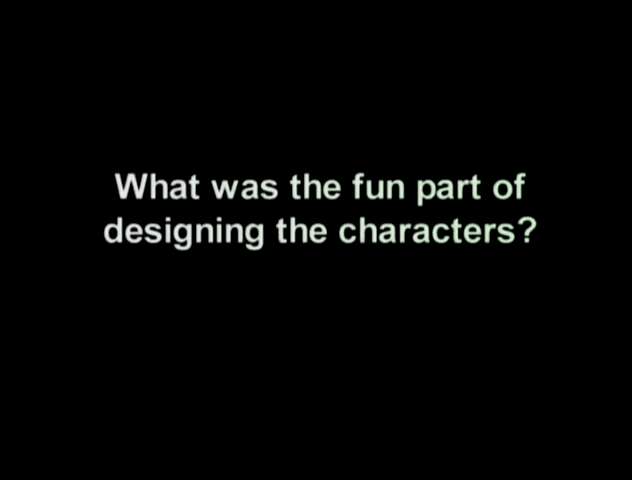 What was the fun part of
designing the characters?